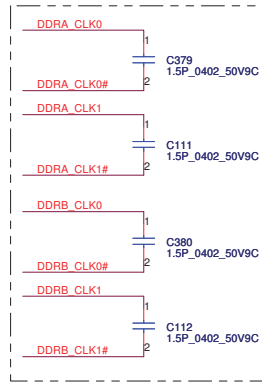 DDRA_CLK0
1
C379
1.5P_0402_50V9C
2
DDRA_CLK0#
DDRA_CLK1
1
C111
1.5P_0402_50V9C
2
DDRA_CLK1#
DDRB_CLK0
1
C380
1.5P_0402_50V9C
2
DDRB_CLK0#
DDRB_CLK1
1
C112
1.5P_0402_50V9C
2
DDRB_CLK1#